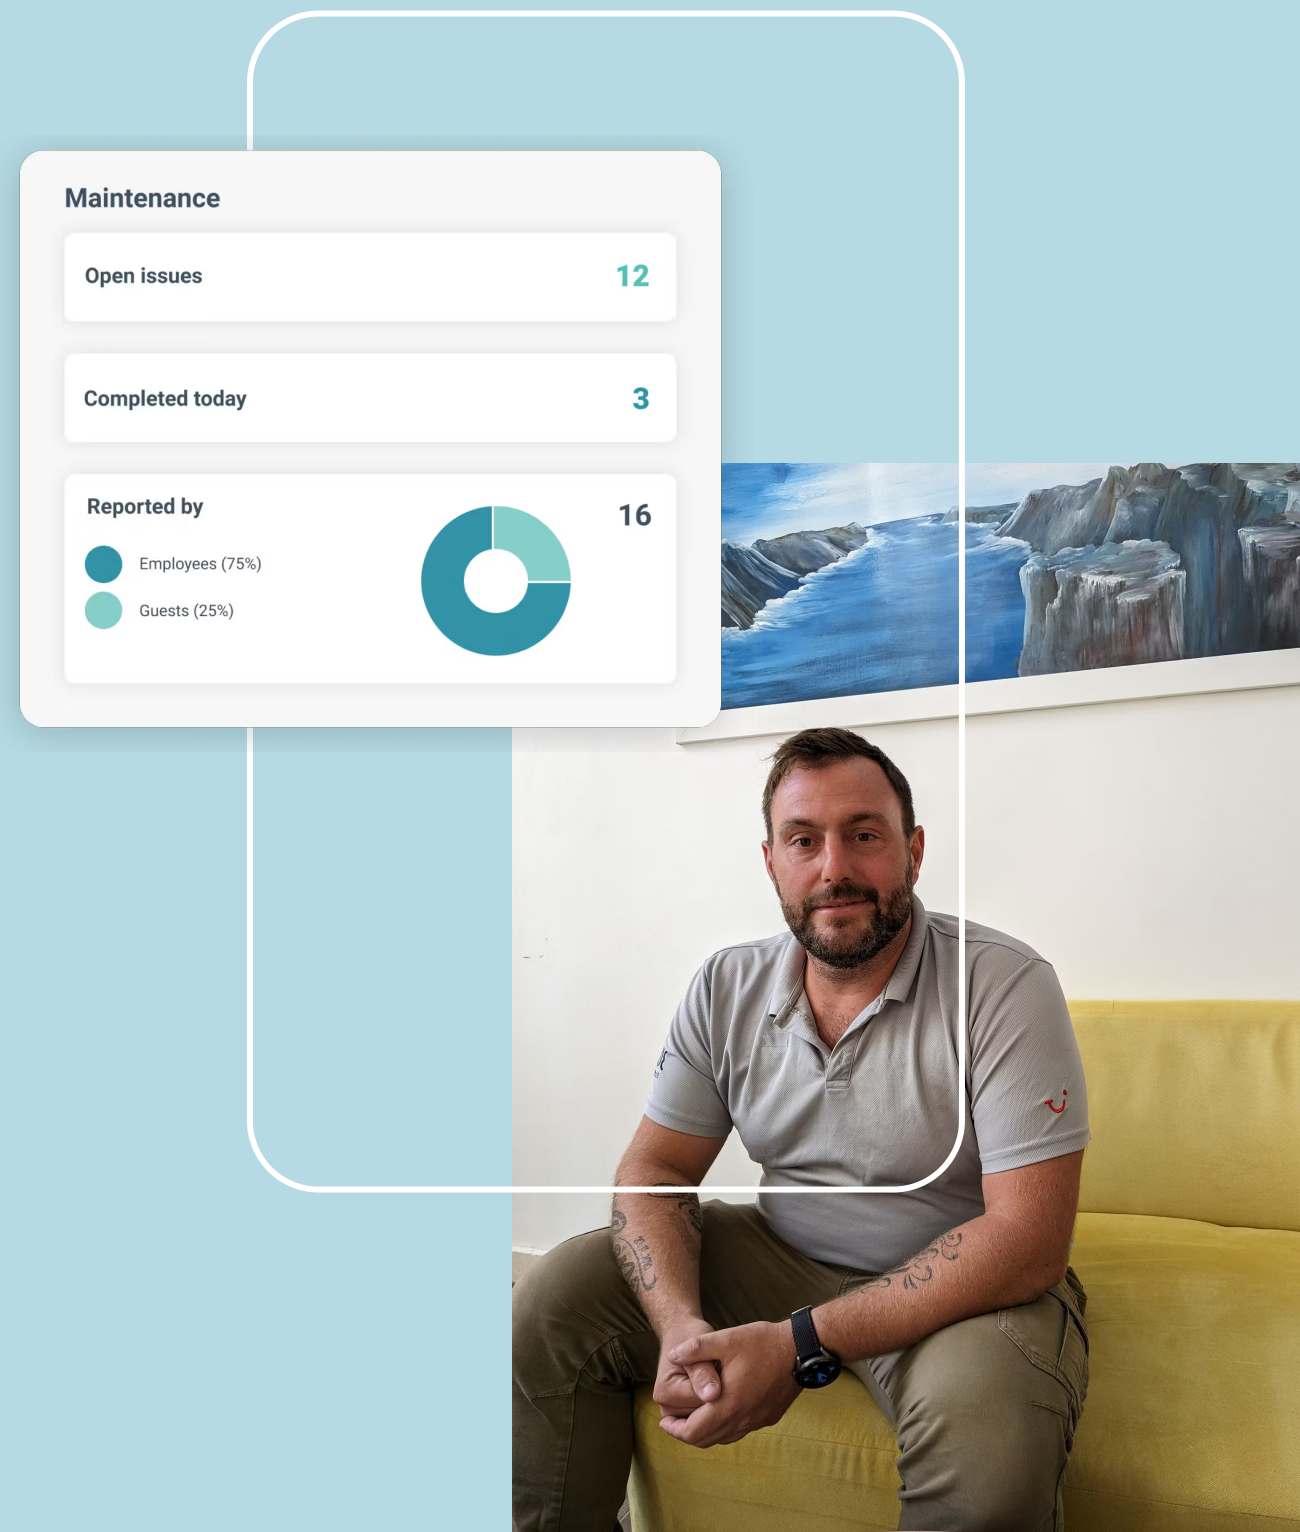 Maintenance
Open issues 12
Completed today 3
Reported by 16
Employees (75%)
Guests (25%)